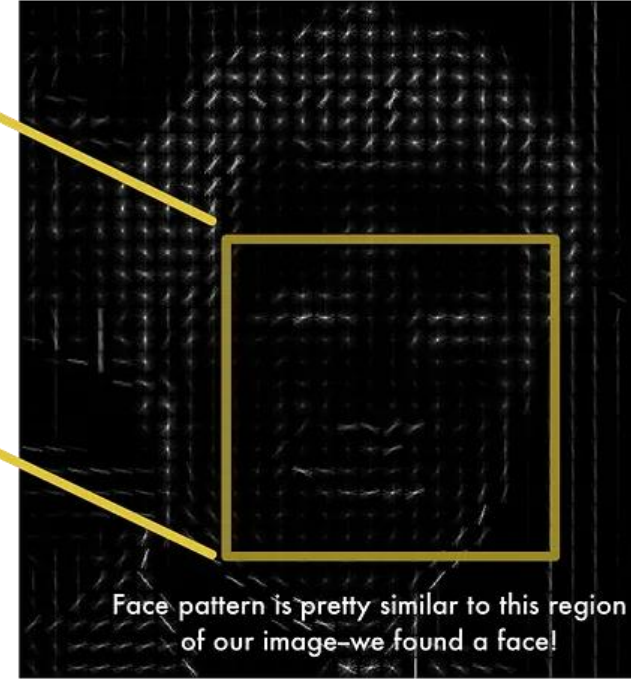 Face pattern is pretty similar to this region
of our image–we found a face!